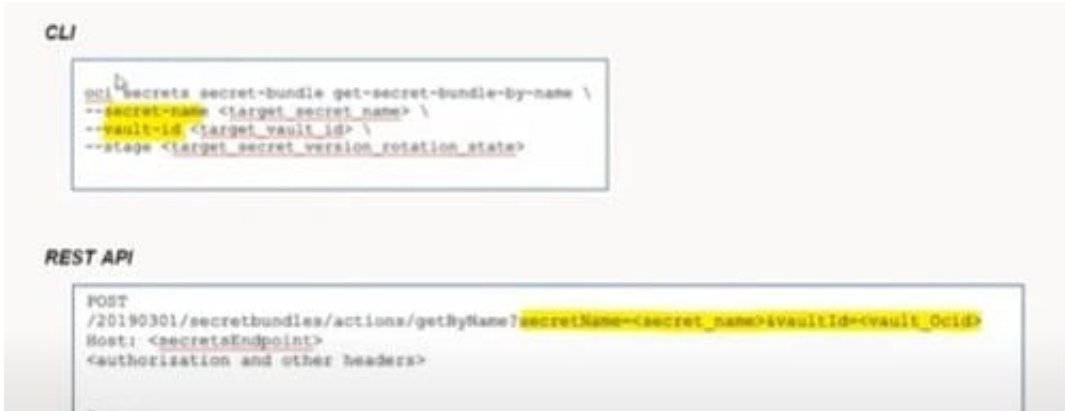 CLI
oci secrets secret-bundle get-secret-bundle-by-name \
--secret-name <target_secret_name> \
--vault-id <target_vault_id> \
--stage <target_secret_version_rotation_state>
REST API
POST
/20190301/secretbundles/actions/getByName?secretName=<secret_name>&vaultId=<vault_Ocid>
Host: <secretsEndpoint>
<authorization and other headers>